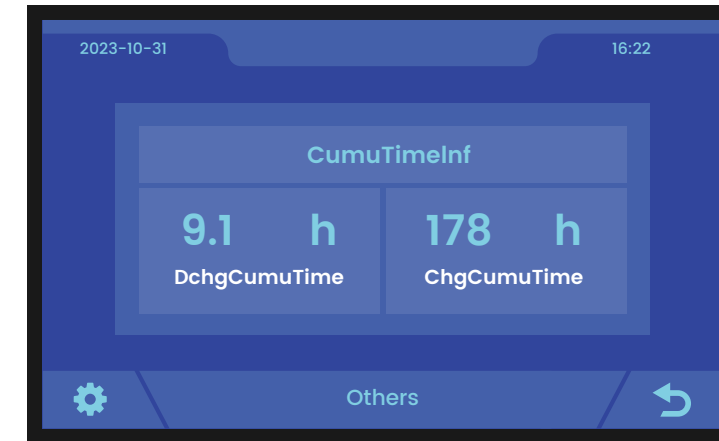 2023-10-31 16:22
CumuTimeInf
9.1 h 178 h
DchgCumuTime ChgCumuTime
Others